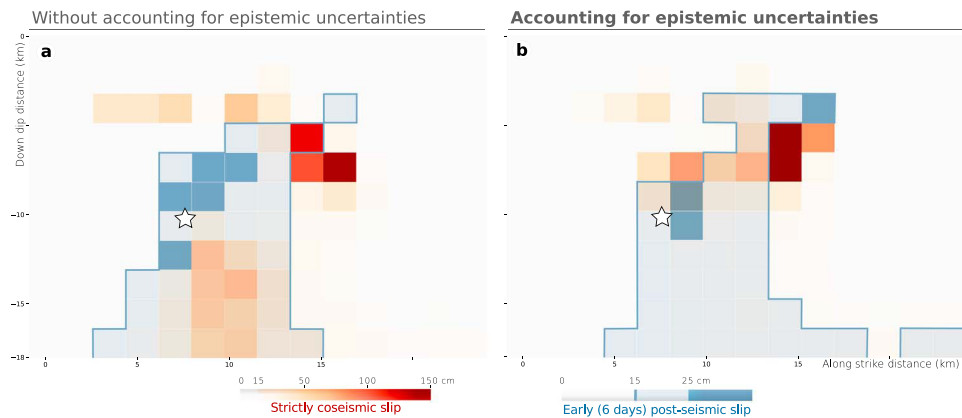 Without accounting for epistemic uncertainties
Accounting for epistemic uncertainties
a
b
Down dip distance (km)
0
−10
−15
−18
0
5
10
15
0
5
10
15
Along strike distance (km)
0 15 50 100 150 cm
Strictly coseismic slip
0 15 25 cm
Early (6 days) post-seismic slip